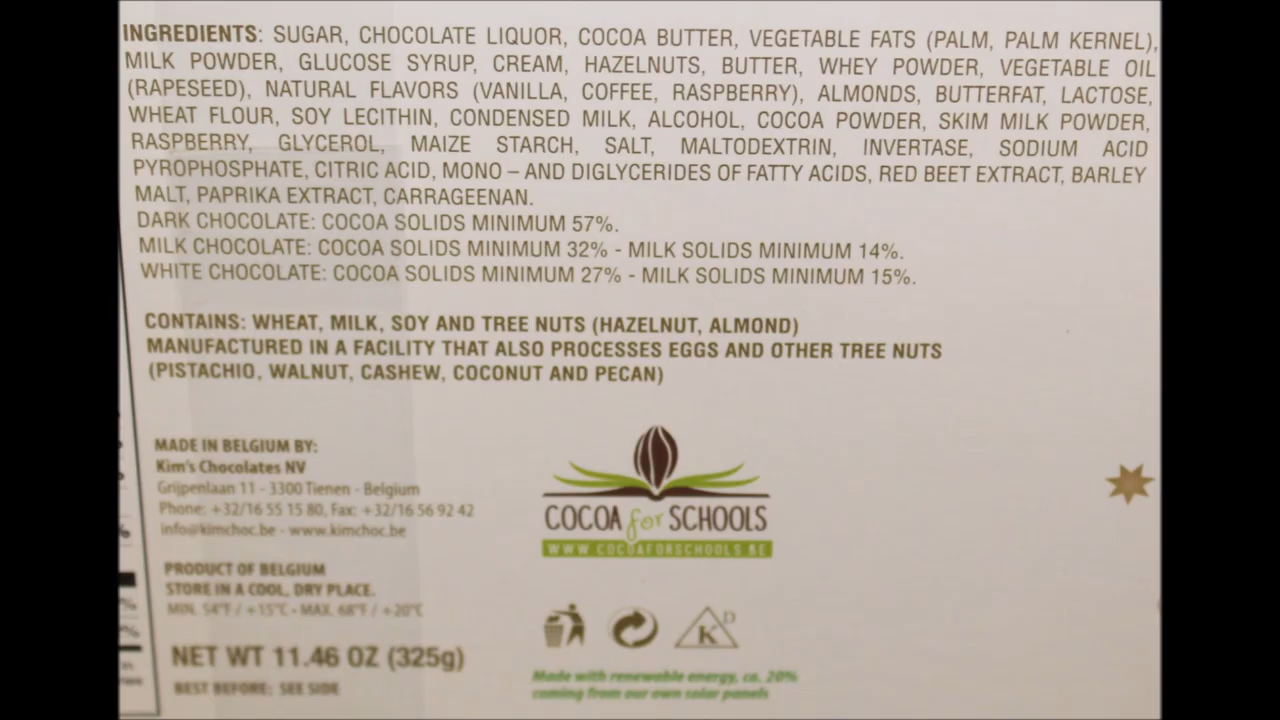 INGREDIENTS: SUGAR, CHOCOLATE LIQUOR, COCOA BUTTER, VEGETABLE FATS (PALM, PALM KERNEL),
MILK POWDER, GLUCOSE SYRUP, CREAM, HAZELNUTS, BUTTER, WHEY POWDER, VEGETABLE OIL
(RAPESEED), NATURAL FLAVORS (VANILLA, COFFEE, RASPBERRY), ALMONDS, BUTTERFAT, LACTOSE,
WHEAT FLOUR, SOY LECITHIN, CONDENSED MILK, ALCOHOL, COCOA POWDER, SKIM MILK POWDER,
RASPBERRY, GLYCEROL, MAIZE STARCH, SALT, MALTODEXTRIN, INVERTASE, SODIUM ACID
PYROPHOSPHATE, CITRIC ACID, MONO – AND DIGLYCERIDES OF FATTY ACIDS, RED BEET EXTRACT, BARLEY
MALT, PAPRIKA EXTRACT, CARRAGEENAN.
DARK CHOCOLATE: COCOA SOLIDS MINIMUM 57%.
MILK CHOCOLATE: COCOA SOLIDS MINIMUM 32% - MILK SOLIDS MINIMUM 14%.
WHITE CHOCOLATE: COCOA SOLIDS MINIMUM 27% - MILK SOLIDS MINIMUM 15%.
CONTAINS: WHEAT, MILK, SOY AND TREE NUTS (HAZELNUT, ALMOND)
MANUFACTURED IN A FACILITY THAT ALSO PROCESSES EGGS AND OTHER TREE NUTS
(PISTACHIO, WALNUT, CASHEW, COCONUT AND PECAN)
MADE IN BELGIUM BY:
Kim's Chocolates NV
Grijpenlaan 11 - 3300 Tienen - Belgium
Phone: +32/16 55 15 80, Fax: +32/16 56 92 42
info@kimchoc.be - www.kimchoc.be
PRODUCT OF BELGIUM
STORE IN A COOL, DRY PLACE.
MIN. 54°F / +15°C - MAX. 68°F / +20°C
NET WT 11.46 OZ (325g)
BEST BEFORE: SEE SIDE
COCOA for SCHOOLS
WWW.COCOAFORSCHOOLS.BE
K D
Made with renewable energy, ca. 20%
coming from our own solar panels